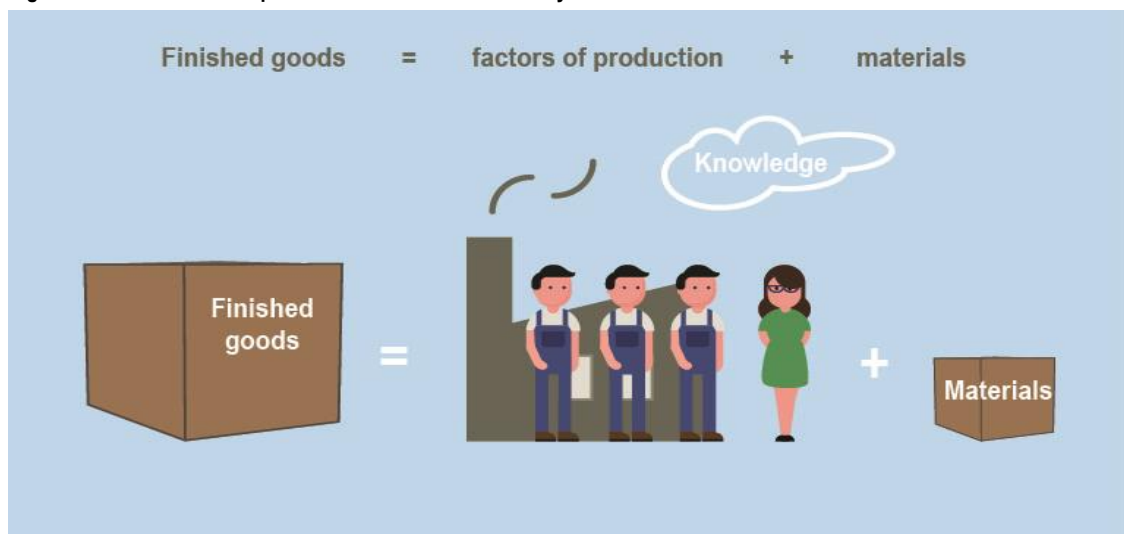 Finished goods = factors of production + materials
Knowledge
Finished
goods
=
+
Materials